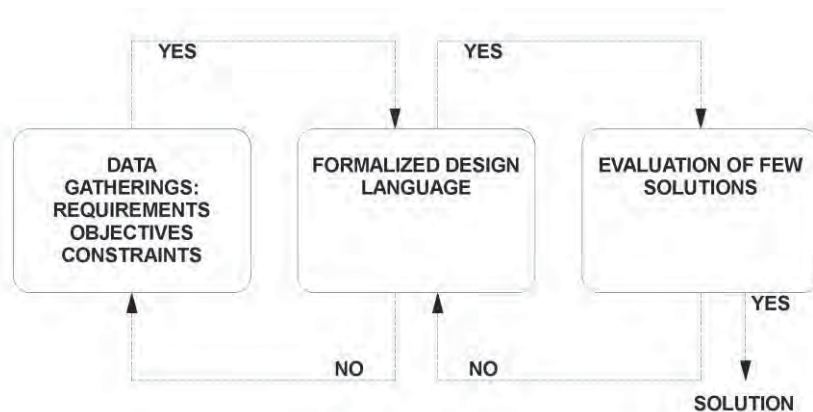 YES
YES
DATA
GATHERINGS:
REQUIREMENTS
OBJECTIVES
CONSTRAINTS
FORMALIZED DESIGN
LANGUAGE
EVALUATION OF FEW
SOLUTIONS
YES
NO
NO
SOLUTION